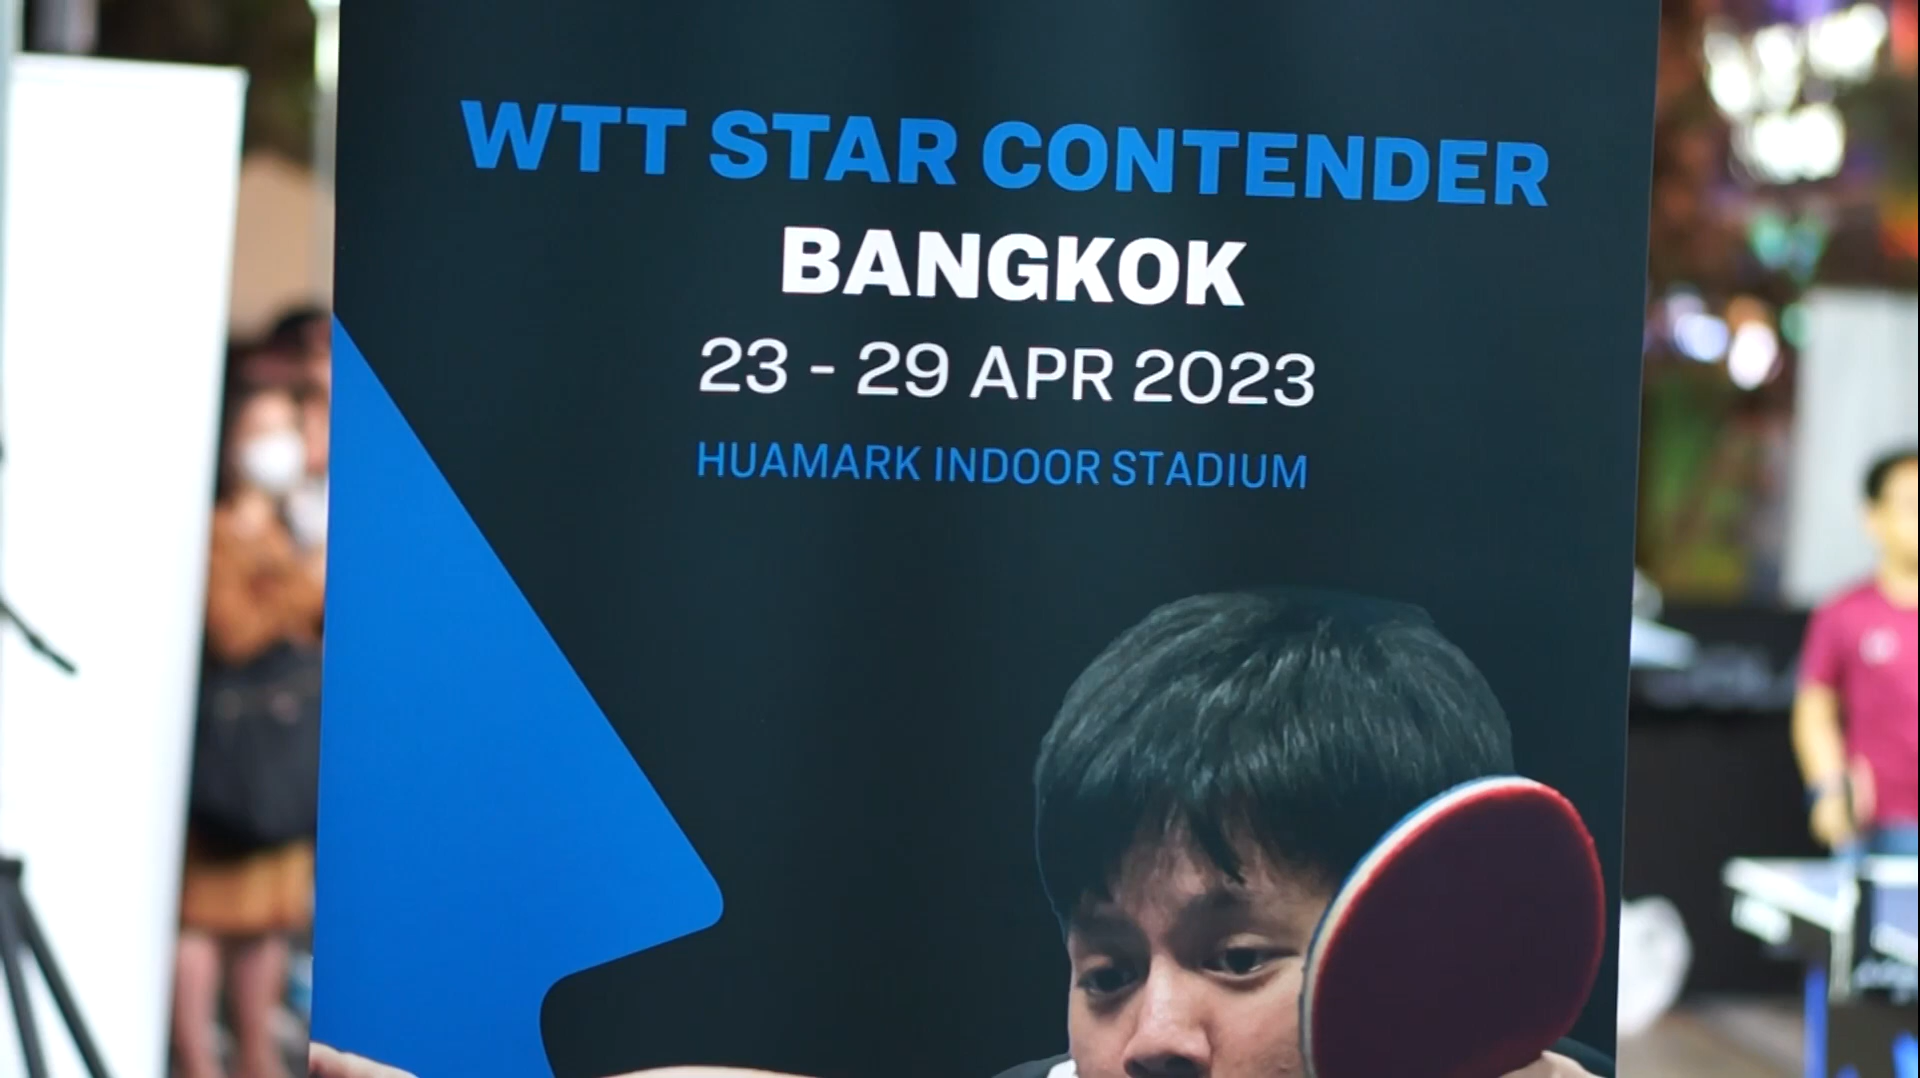 WTT STAR CONTENDER
BANGKOK
23 - 29 APR 2023
HUAMARK INDOOR STADIUM